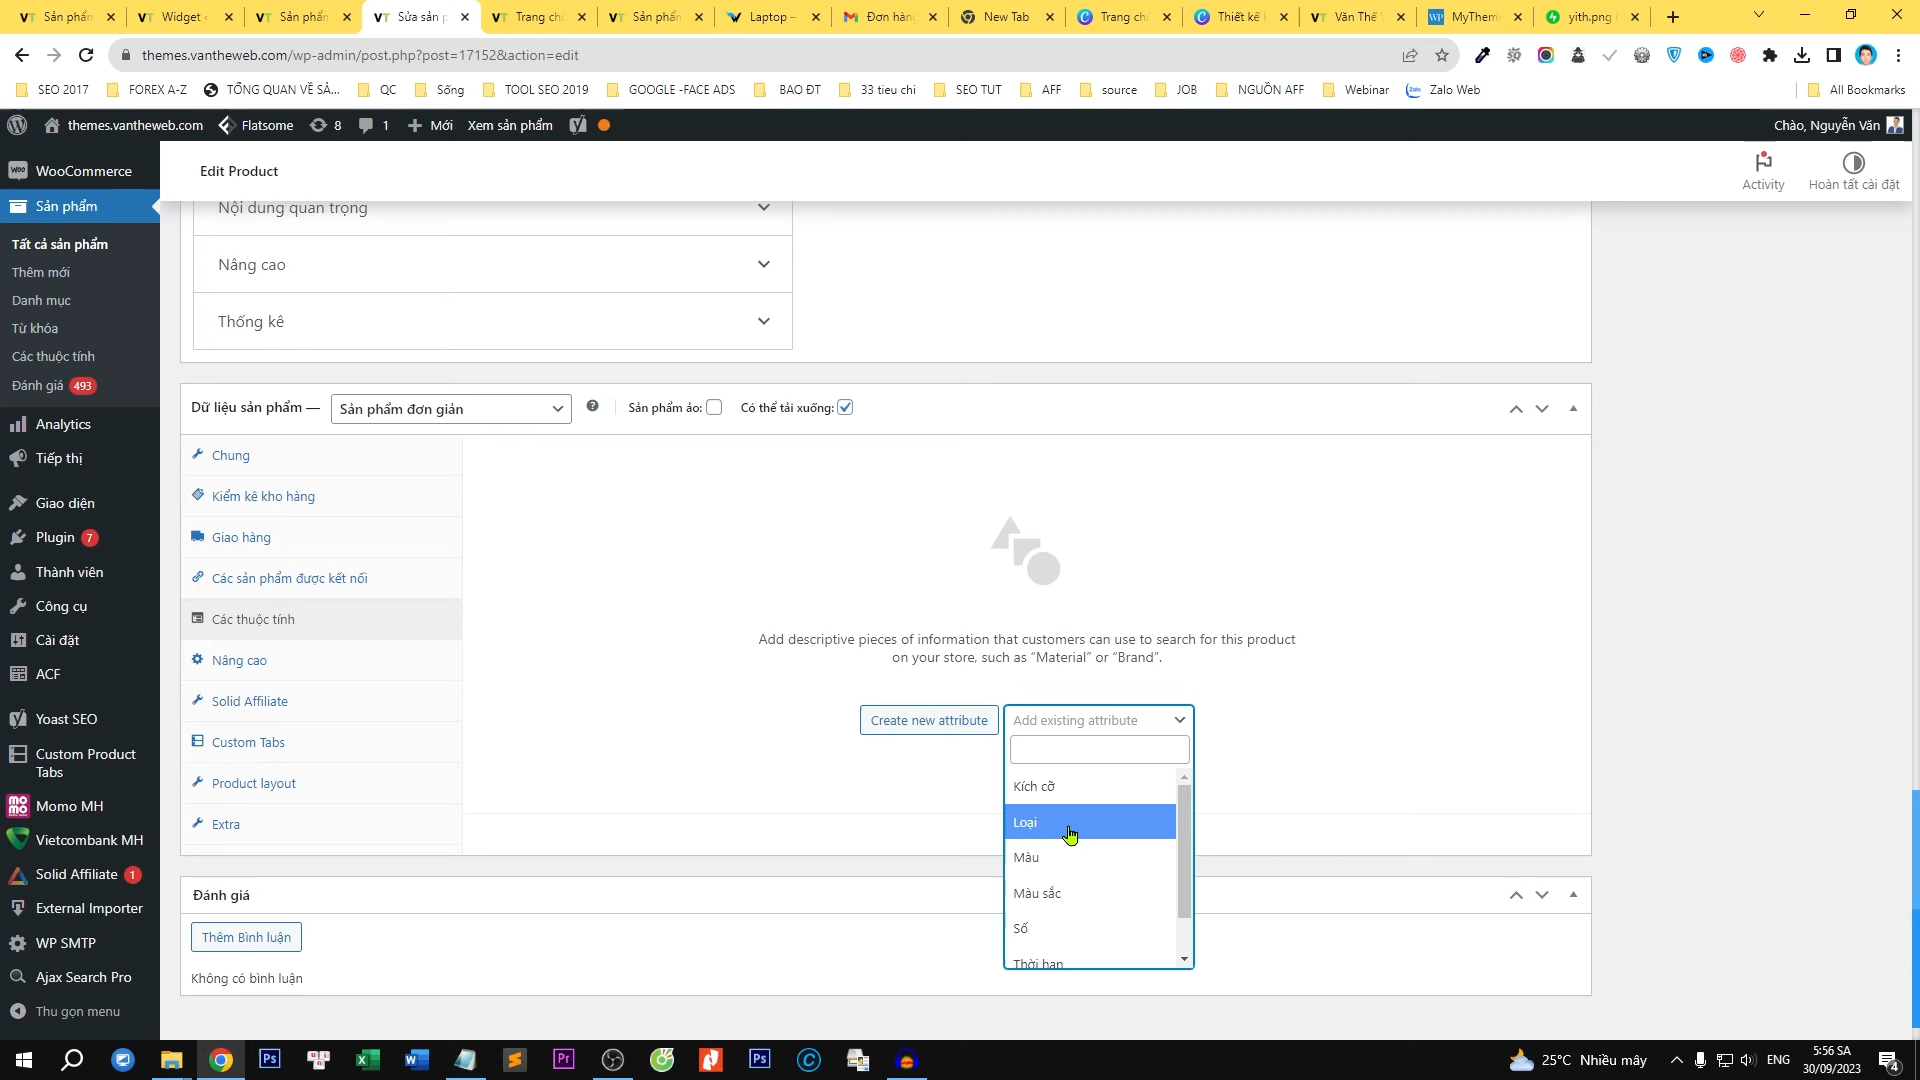 Sản phẩn
Widget
Sản phẩn
Sửa sản p
Trang ch
Sản phẩn
Laptop –
Đơn hàng
New Tab
Trang ch
Thiết kế
Văn Thế
MyThem
yith.png
themes.vantheweb.com/wp-admin/post.php?post=17152&action=edit
SEO 2017
FOREX A-Z
TỔNG QUAN VỀ SẢ...
QC
Sống
TOOL SEO 2019
GOOGLE -FACE ADS
BAO ĐT
33 tieu chi
SEO TUT
AFF
source
JOB
NGUỒN AFF
Webinar
Zalo Web
All Bookmarks
themes.vantheweb.com
Flatsome
8
1
Mới
Xem sản phẩm
Chào, Nguyễn Văn
WooCommerce
Sản phẩm
Tất cả sản phẩm
Thêm mới
Danh mục
Từ khóa
Các thuộc tính
Đánh giá 493
Analytics
Tiếp thị
Giao diện
Plugin 7
Thành viên
Công cụ
Cài đặt
ACF
Yoast SEO
Custom Product
Tabs
Momo MH
Vietcombank MH
Solid Affiliate 1
External Importer
WP SMTP
Ajax Search Pro
Thu gọn menu
Edit Product
Activity
Hoàn tất cài đặt
Nội dung quan trọng
Nâng cao
Thống kê
Dữ liệu sản phẩm —
Sản phẩm đơn giản
Sản phẩm ảo:
Có thể tải xuống:
Chung
Kiểm kê kho hàng
Giao hàng
Các sản phẩm được kết nối
Các thuộc tính
Nâng cao
Solid Affiliate
Custom Tabs
Product layout
Extra
Add descriptive pieces of information that customers can use to search for this product
on your store, such as “Material” or “Brand”.
Create new attribute
Add existing attribute
Kích cỡ
Loại
Màu
Màu sắc
Số
Thời hạn
Đánh giá
Thêm Bình luận
Không có bình luận
25°C Nhiều mây
ENG
5:56 SA
30/09/2023
4